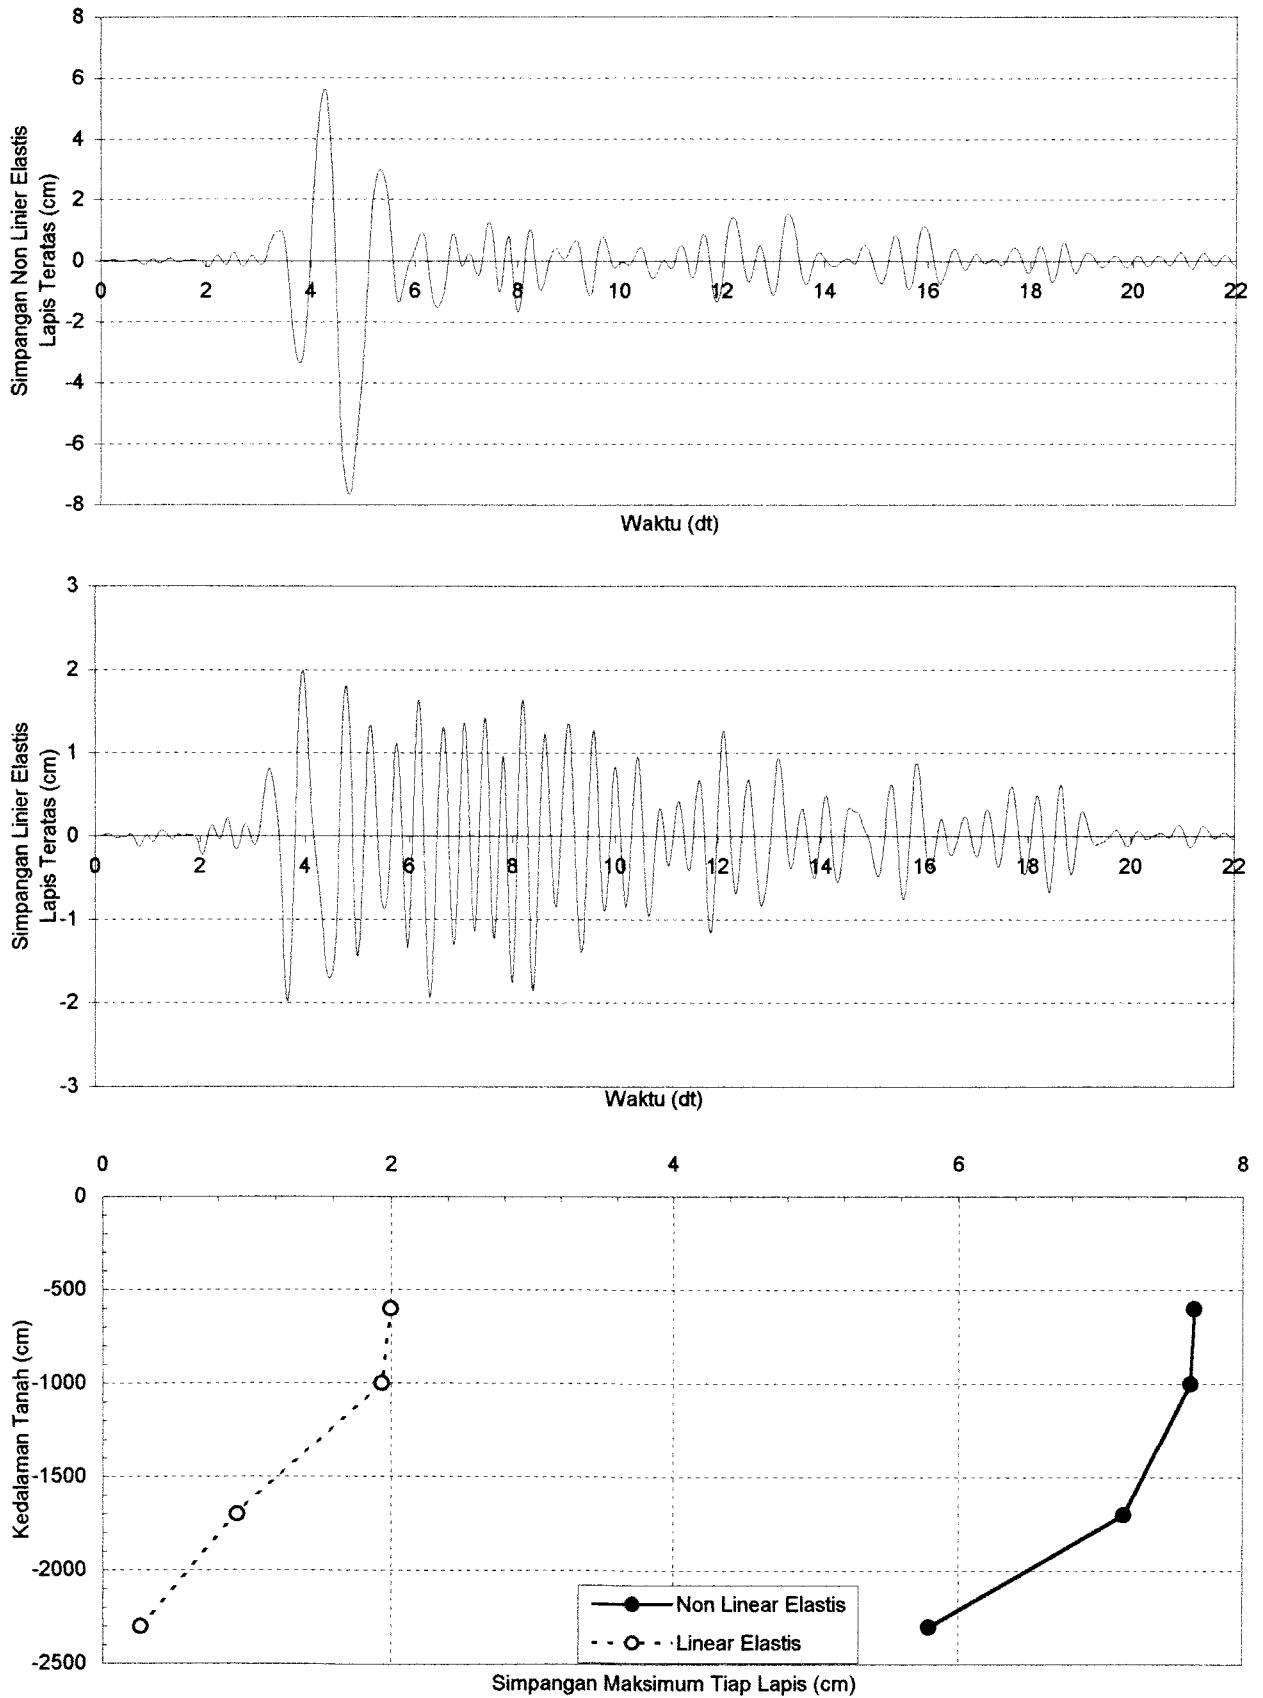 8
6
4
2
0
-2
-4
-6
-8
0 2 4 6 8 10 12 14 16 18 20 22
Simpangan Non Linier Elastis
Lapis Teratas (cm)
Waktu (dt)
3
2
1
0
-1
-2
-3
0 2 4 6 8 10 12 14 16 18 20 22
Simpangan Linier Elastis
Lapis Teratas (cm)
Waktu (dt)
0 2 4 6 8
0
-500
-1000
-1500
-2000
-2500
Kedalaman Tanah (cm)
Non Linear Elastis
Linear Elastis
Simpangan Maksimum Tiap Lapis (cm)